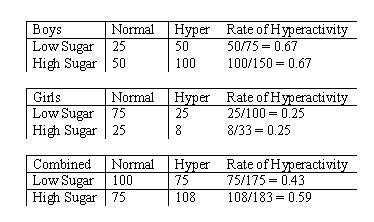 Boys Normal Hyper Rate of Hyperactivity
Low Sugar 25 50 50/75 = 0.67
High Sugar 50 100 100/150 = 0.67
Girls Normal Hyper Rate of Hyperactivity
Low Sugar 75 25 25/100 = 0.25
High Sugar 25 8 8/33 = 0.25
Combined Normal Hyper Rate of Hyperactivity
Low Sugar 100 75 75/175 = 0.43
High Sugar 75 108 108/183 = 0.59